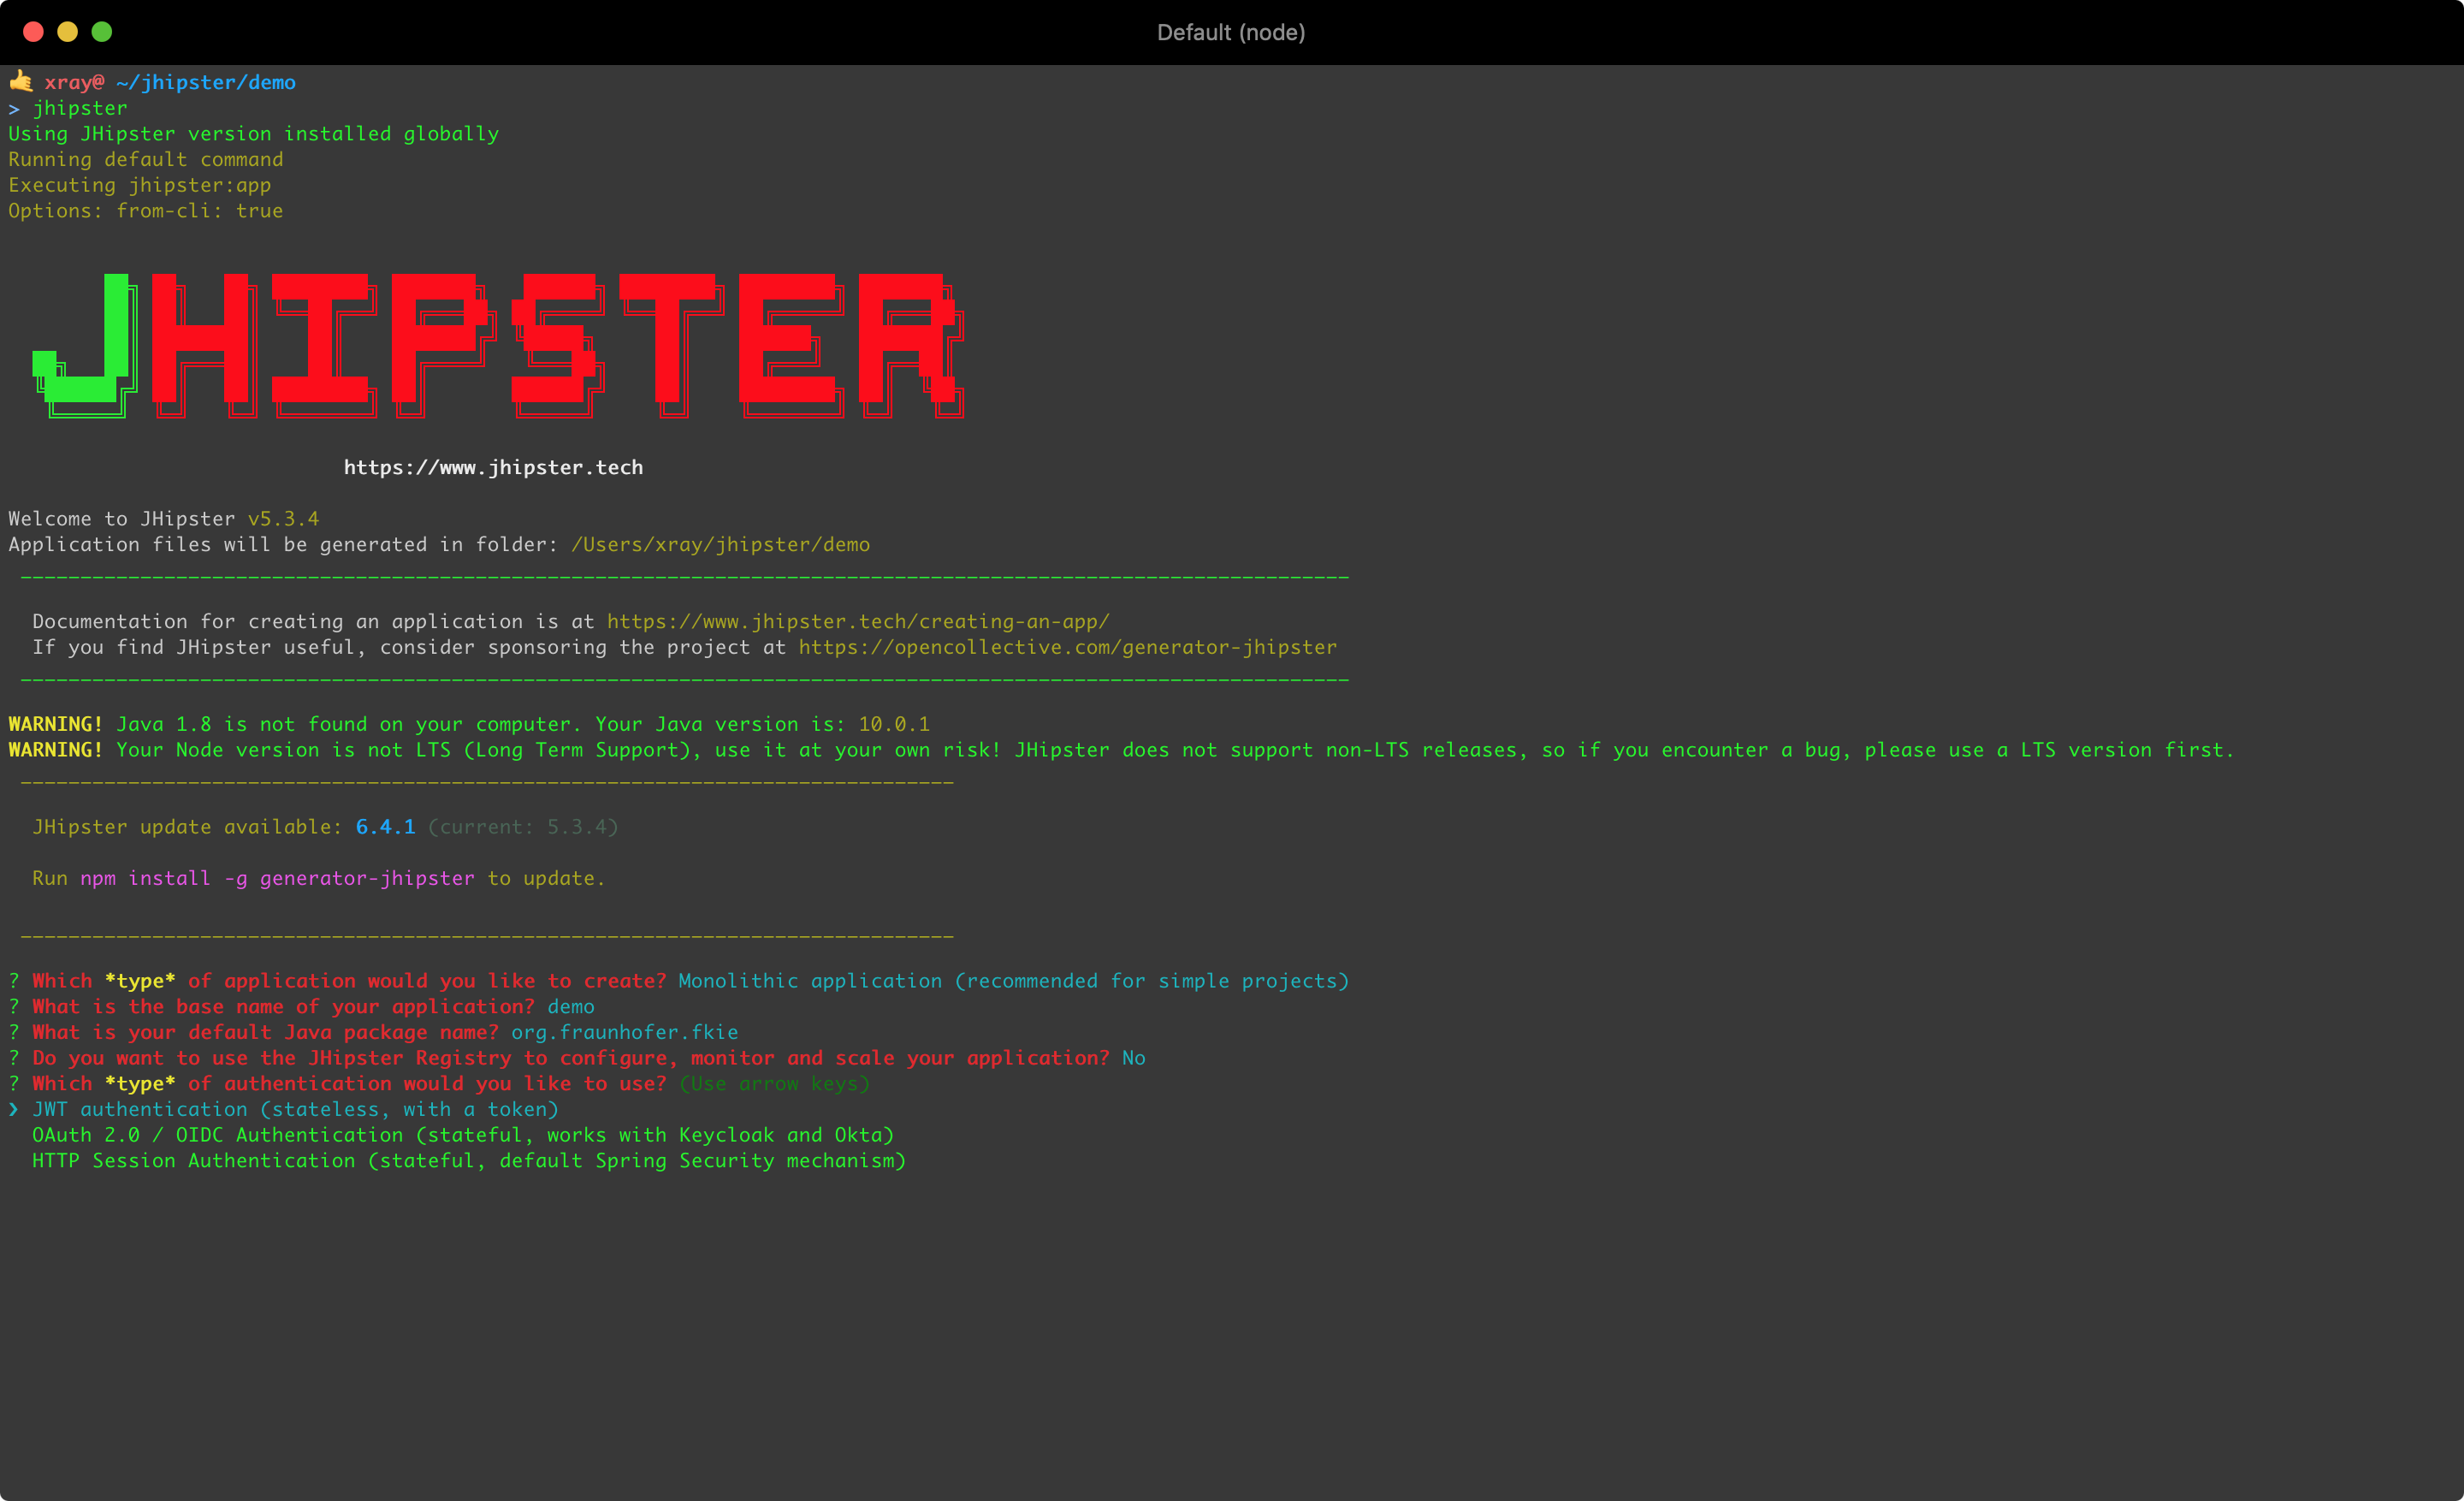 Default (node)
🤙 xray@ ~/jhipster/demo
> jhipster
Using JHipster version installed globally
Running default command
Executing jhipster:app
Options: from-cli: true
JHIPSTER
https://www.jhipster.tech
Welcome to JHipster v5.3.4
Application files will be generated in folder: /Users/xray/jhipster/demo
Documentation for creating an application is at https://www.jhipster.tech/creating-an-app/
If you find JHipster useful, consider sponsoring the project at https://opencollective.com/generator-jhipster
WARNING! Java 1.8 is not found on your computer. Your Java version is: 10.0.1
WARNING! Your Node version is not LTS (Long Term Support), use it at your own risk! JHipster does not support non-LTS releases, so if you encounter a bug, please use a LTS version first.
JHipster update available: 6.4.1 (current: 5.3.4)
Run npm install -g generator-jhipster to update.
? Which *type* of application would you like to create? Monolithic application (recommended for simple projects)
? What is the base name of your application? demo
? What is your default Java package name? org.fraunhofer.fkie
? Do you want to use the JHipster Registry to configure, monitor and scale your application? No
? Which *type* of authentication would you like to use? (Use arrow keys)
❯ JWT authentication (stateless, with a token)
OAuth 2.0 / OIDC Authentication (stateful, works with Keycloak and Okta)
HTTP Session Authentication (stateful, default Spring Security mechanism)